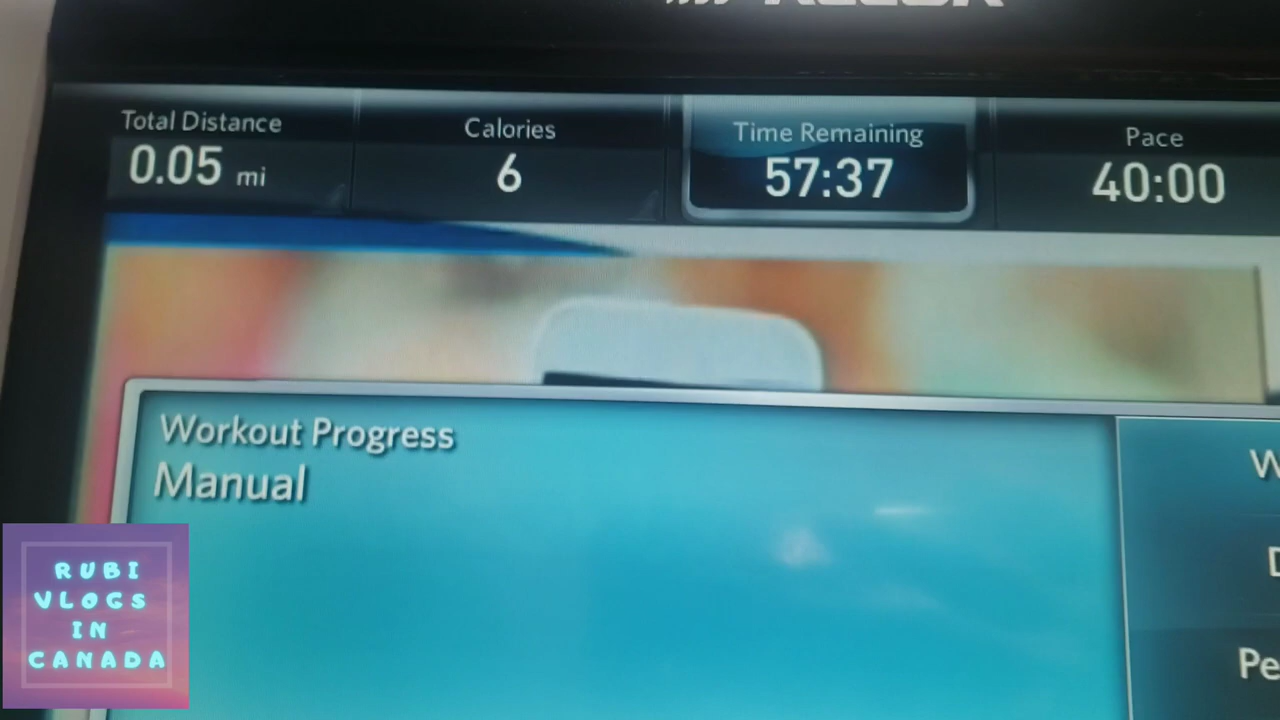 Total Distance
0.05 mi
Calories
6
Time Remaining
57:37
Pace
40:00
Workout Progress
Manual
RUBI
VLOGS
IN
CANADA